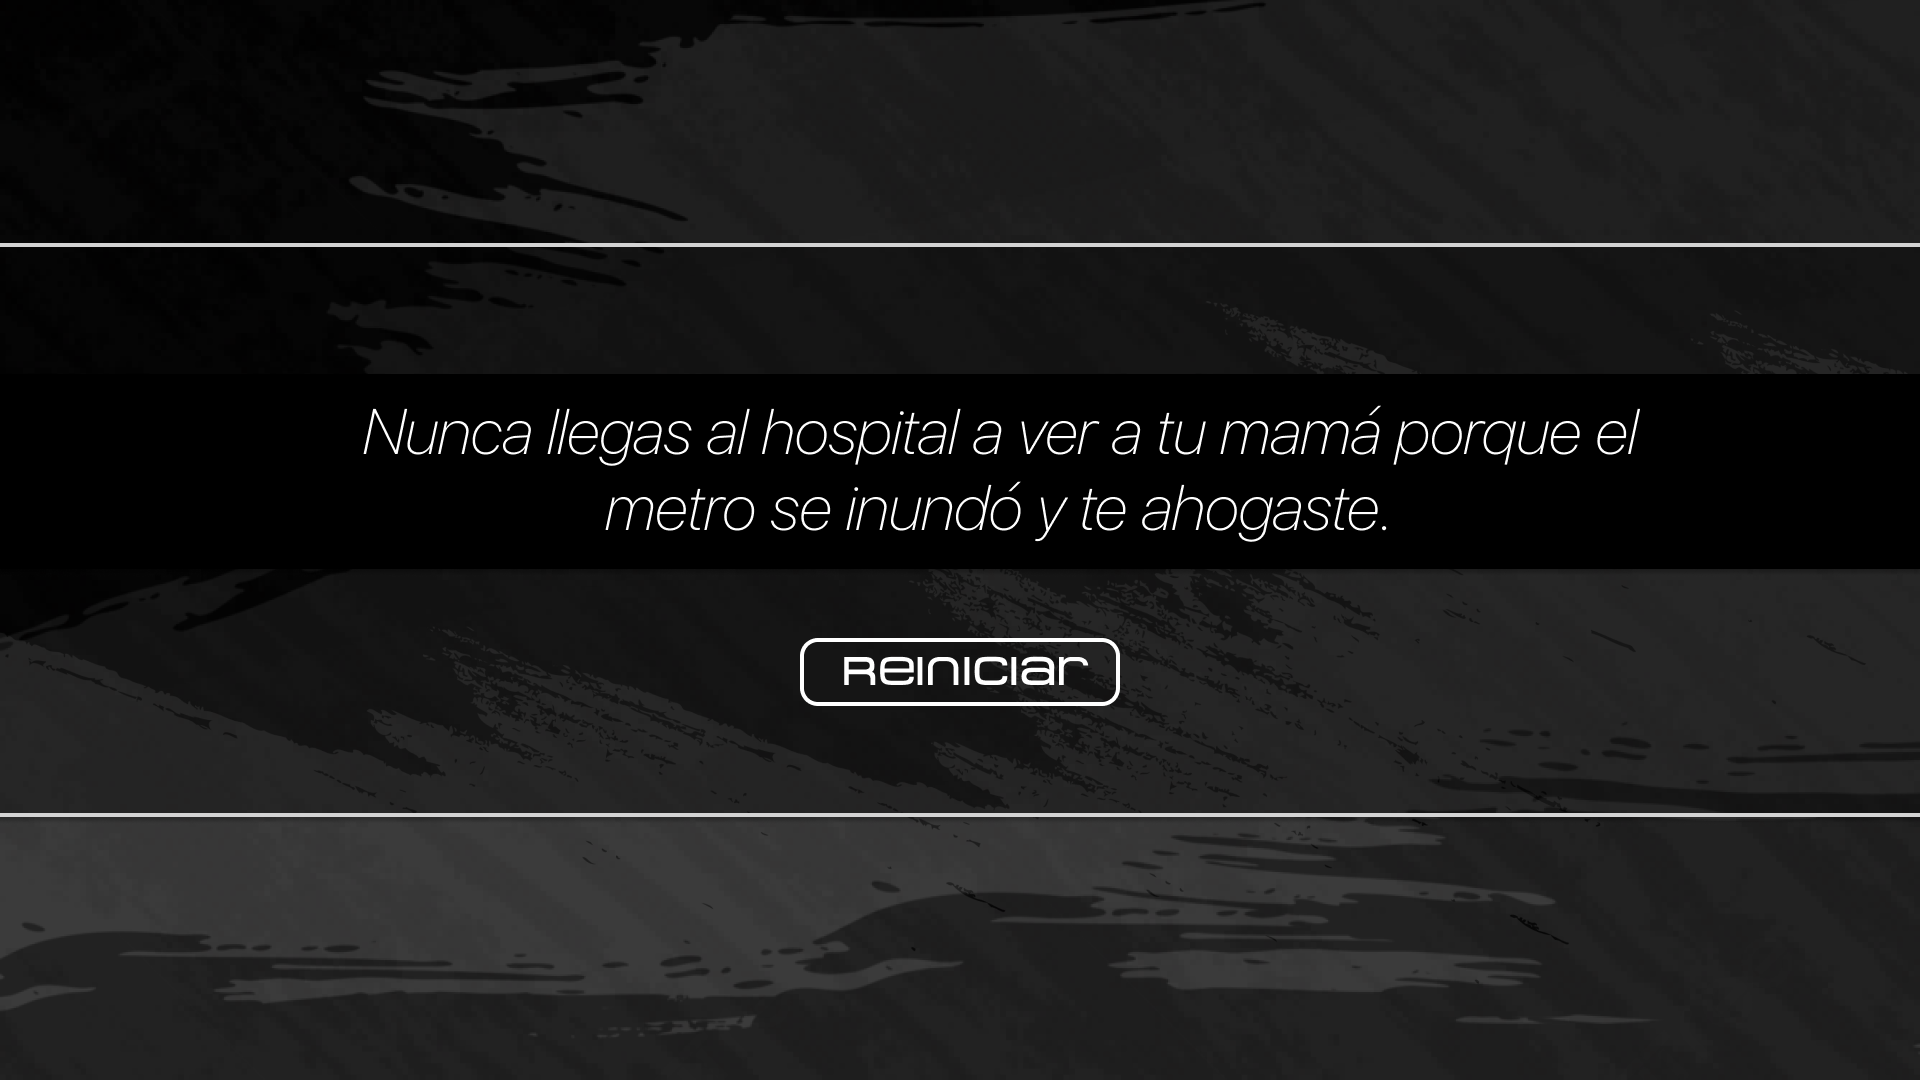 Nunca llegas al hospital a ver a tu mamá porque el
metro se inundó y te ahogaste.
Reiniciar